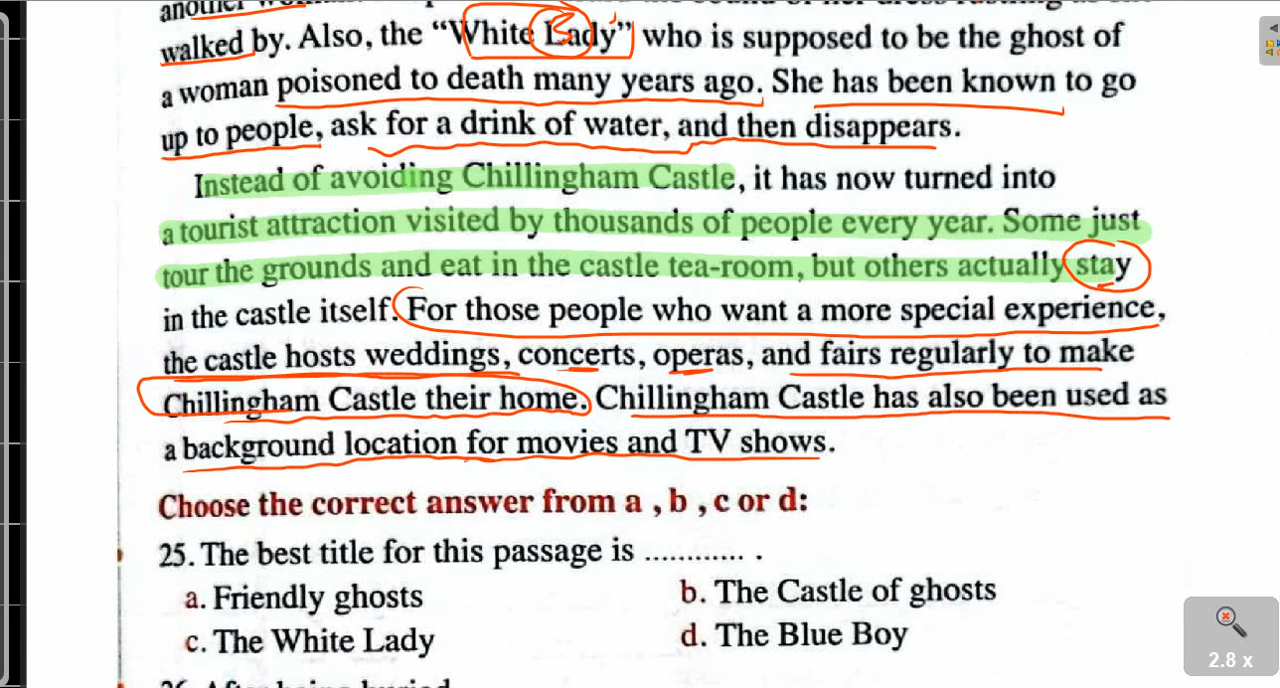 another
walked by. Also, the “White Lady” who is supposed to be the ghost of
a woman poisoned to death many years ago. She has been known to go
up to people, ask for a drink of water, and then disappears.
Instead of avoiding Chillingham Castle, it has now turned into
a tourist attraction visited by thousands of people every year. Some just
tour the grounds and eat in the castle tea-room, but others actually stay
in the castle itself. For those people who want a more special experience,
the castle hosts weddings, concerts, operas, and fairs regularly to make
Chillingham Castle their home. Chillingham Castle has also been used as
a background location for movies and TV shows.
Choose the correct answer from a , b , c or d:
25. The best title for this passage is ............ .
a. Friendly ghosts
b. The Castle of ghosts
c. The White Lady
d. The Blue Boy
26. After being buried
3
2.8 x